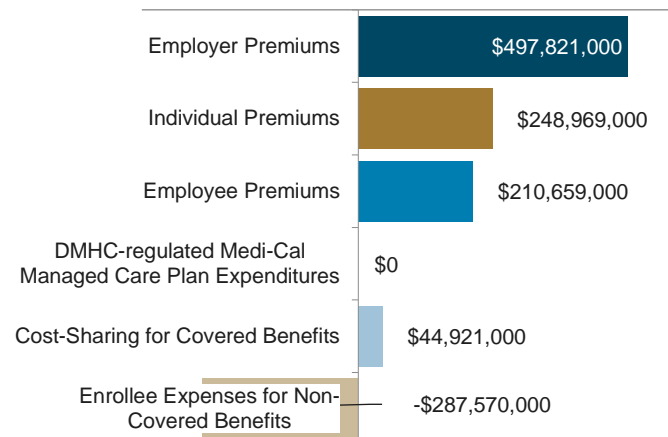 Employer Premiums
$497,821,000
Individual Premiums
$248,969,000
Employee Premiums
$210,659,000
DMHC-regulated Medi-Cal
Managed Care Plan Expenditures
$0
Cost-Sharing for Covered Benefits
$44,921,000
Enrollee Expenses for Non-
Covered Benefits
-$287,570,000